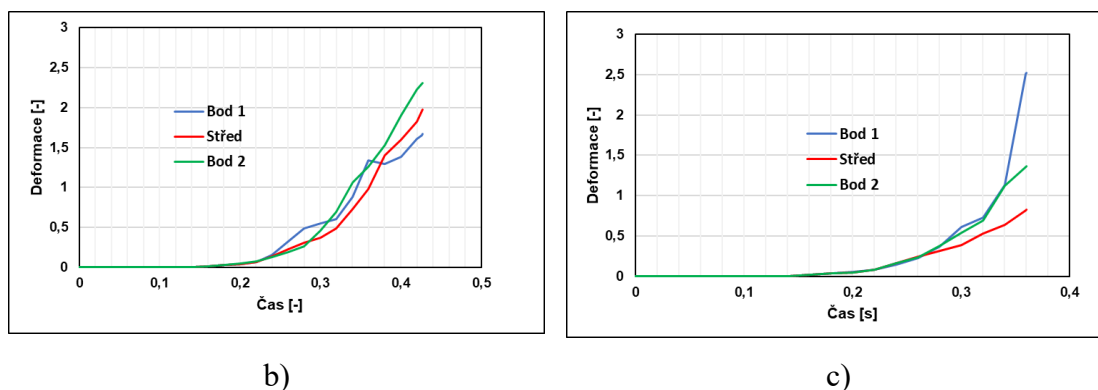 3
2,5
2
1,5
1
0,5
0
Deformace [-]
Bod 1
Střed
Bod 2
0 0,1 0,2 0,3 0,4 0,5
Čas [-]
b)
3
2,5
2
1,5
1
0,5
0
Deformace [-]
Bod 1
Střed
Bod 2
0 0,1 0,2 0,3 0,4
Čas [s]
c)